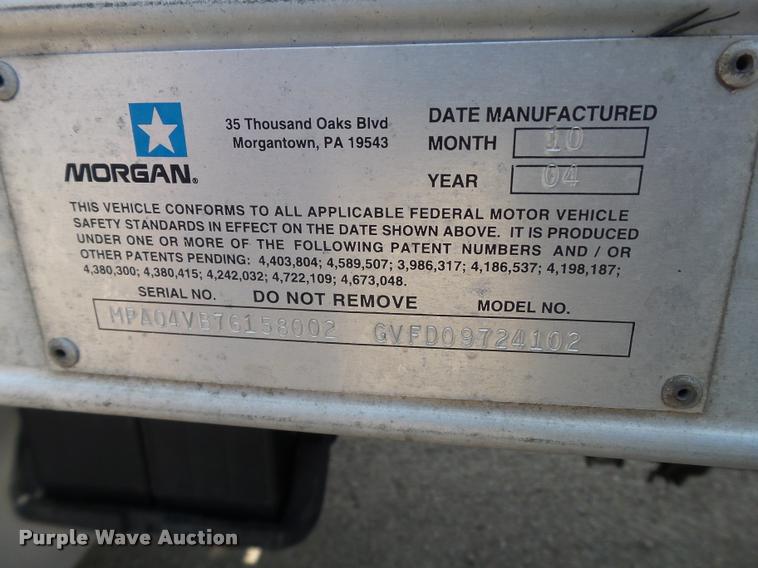 35 Thousand Oaks Blvd
Morgantown, PA 19543
MORGAN®
DATE MANUFACTURED
MONTH 10
YEAR 04
THIS VEHICLE CONFORMS TO ALL APPLICABLE FEDERAL MOTOR VEHICLE
SAFETY STANDARDS IN EFFECT ON THE DATE SHOWN ABOVE. IT IS PRODUCED
UNDER ONE OR MORE OF THE FOLLOWING PATENT NUMBERS AND / OR
OTHER PATENTS PENDING: 4,403,804; 4,589,507; 3,986,317; 4,186,537; 4,198,187;
4,380,300; 4,380,415; 4,242,032; 4,722,109; 4,673,048.
SERIAL NO. DO NOT REMOVE MODEL NO.
MPA04VB76158002 GVFD09724102
Purple Wave Auction®